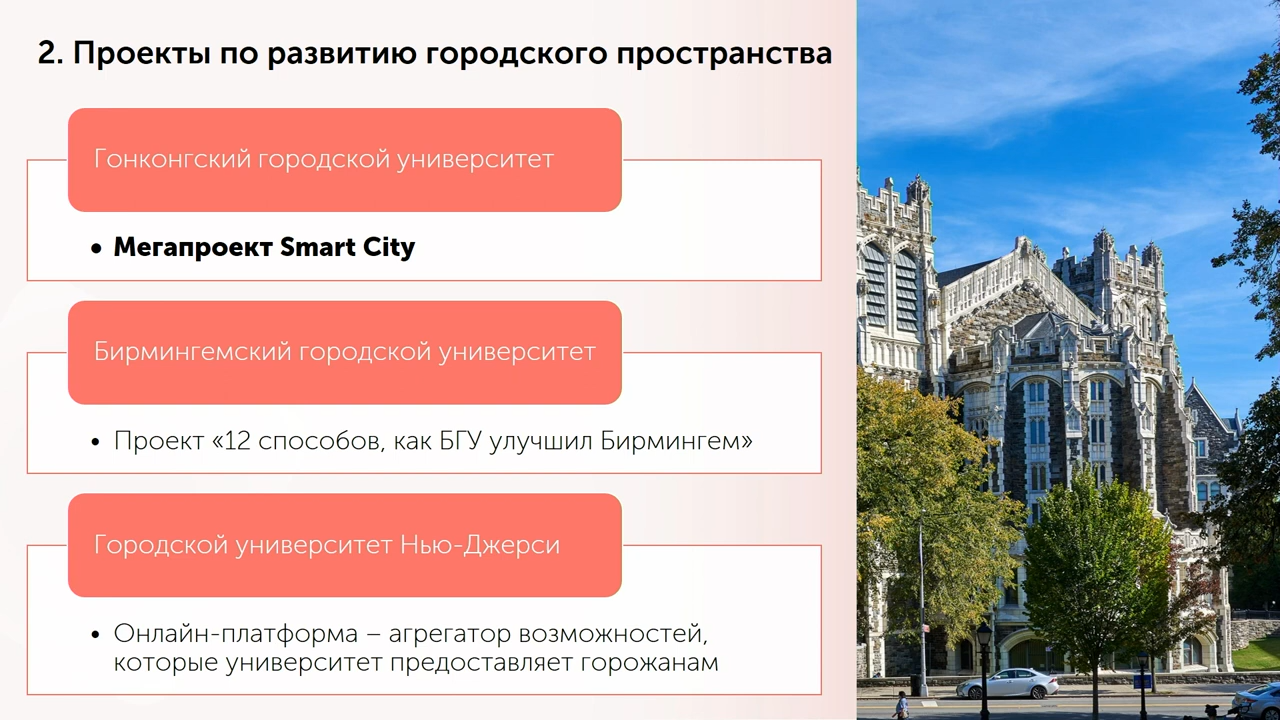 2. Проекты по развитию городского пространства
Гонконгский городской университет
• Мегапроект Smart City
Бирмингемский городской университет
• Проект «12 способов, как БГУ улучшил Бирмингем»
Городской университет Нью-Джерси
• Онлайн-платформа – агрегатор возможностей,
которые университет предоставляет горожанам